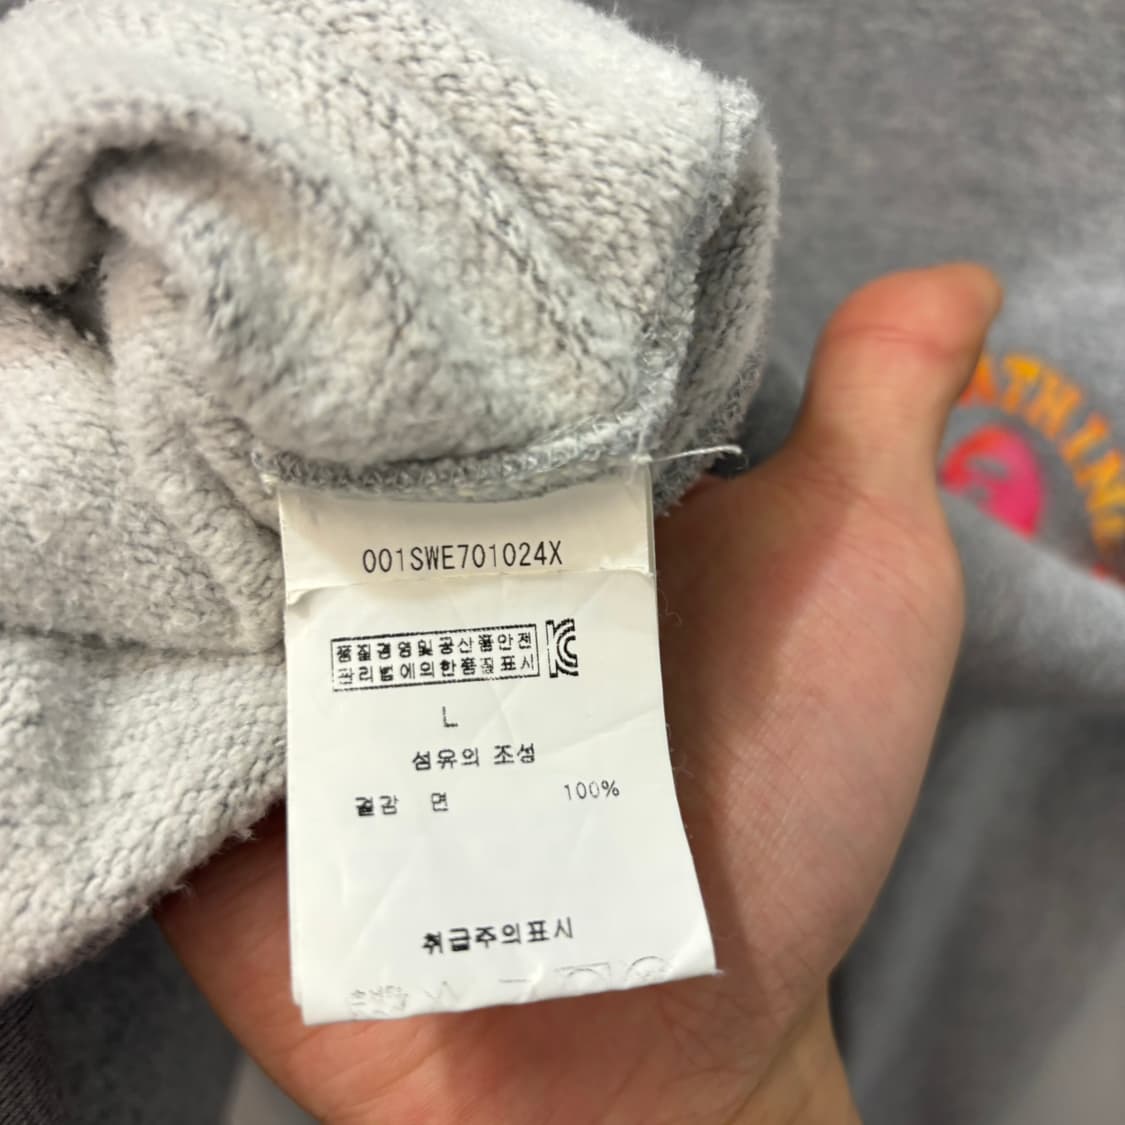 001SWE701024X
품질경영및공산품안전
관리법에의한품질표시
L
섬유의 조성
겉감 면 100%
취급주의표시